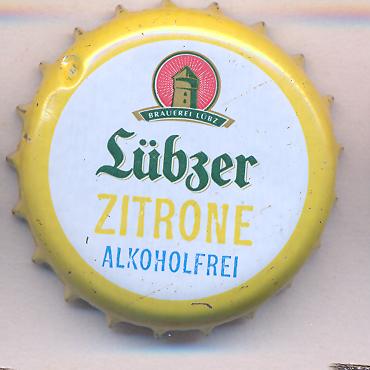 BRAUEREI LÜBZ
Lübzer
ZITRONE
ALKOHOLFREI